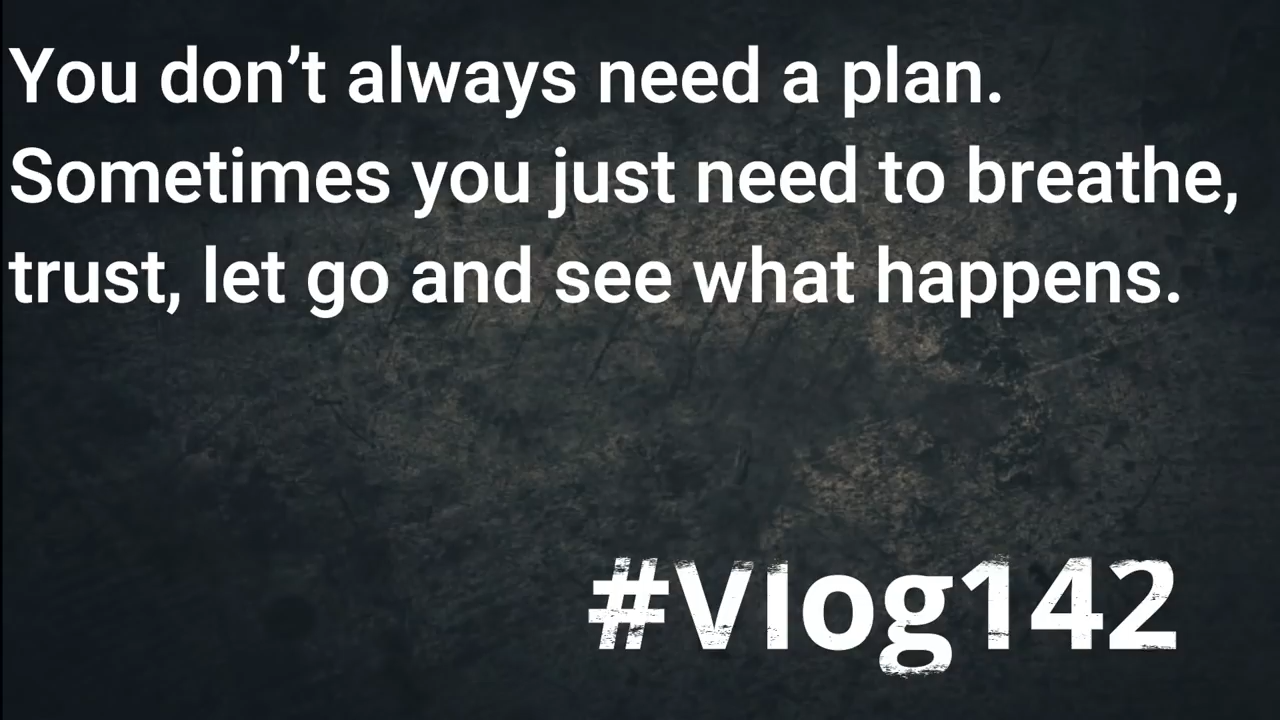 You don’t always need a plan.
Sometimes you just need to breathe,
trust, let go and see what happens.
#Vlog142